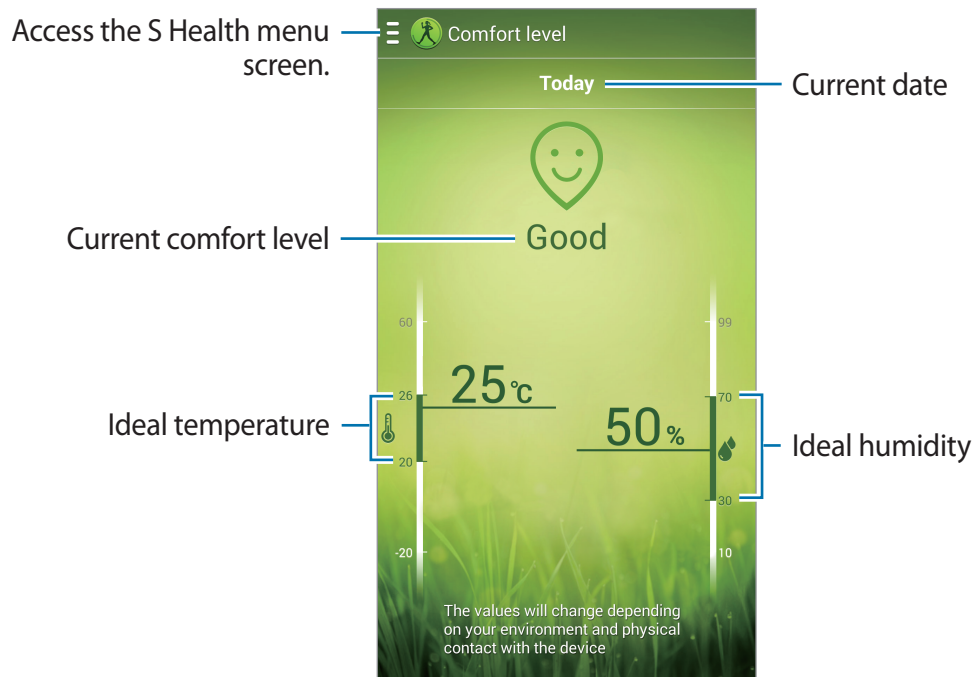 Access the S Health menu
screen.
Comfort level
Today
Current date
Current comfort level
Good
60
99
25 °c
26
70
Ideal temperature
50 %
Ideal humidity
20
30
-20
10
The values will change depending
on your environment and physical
contact with the device